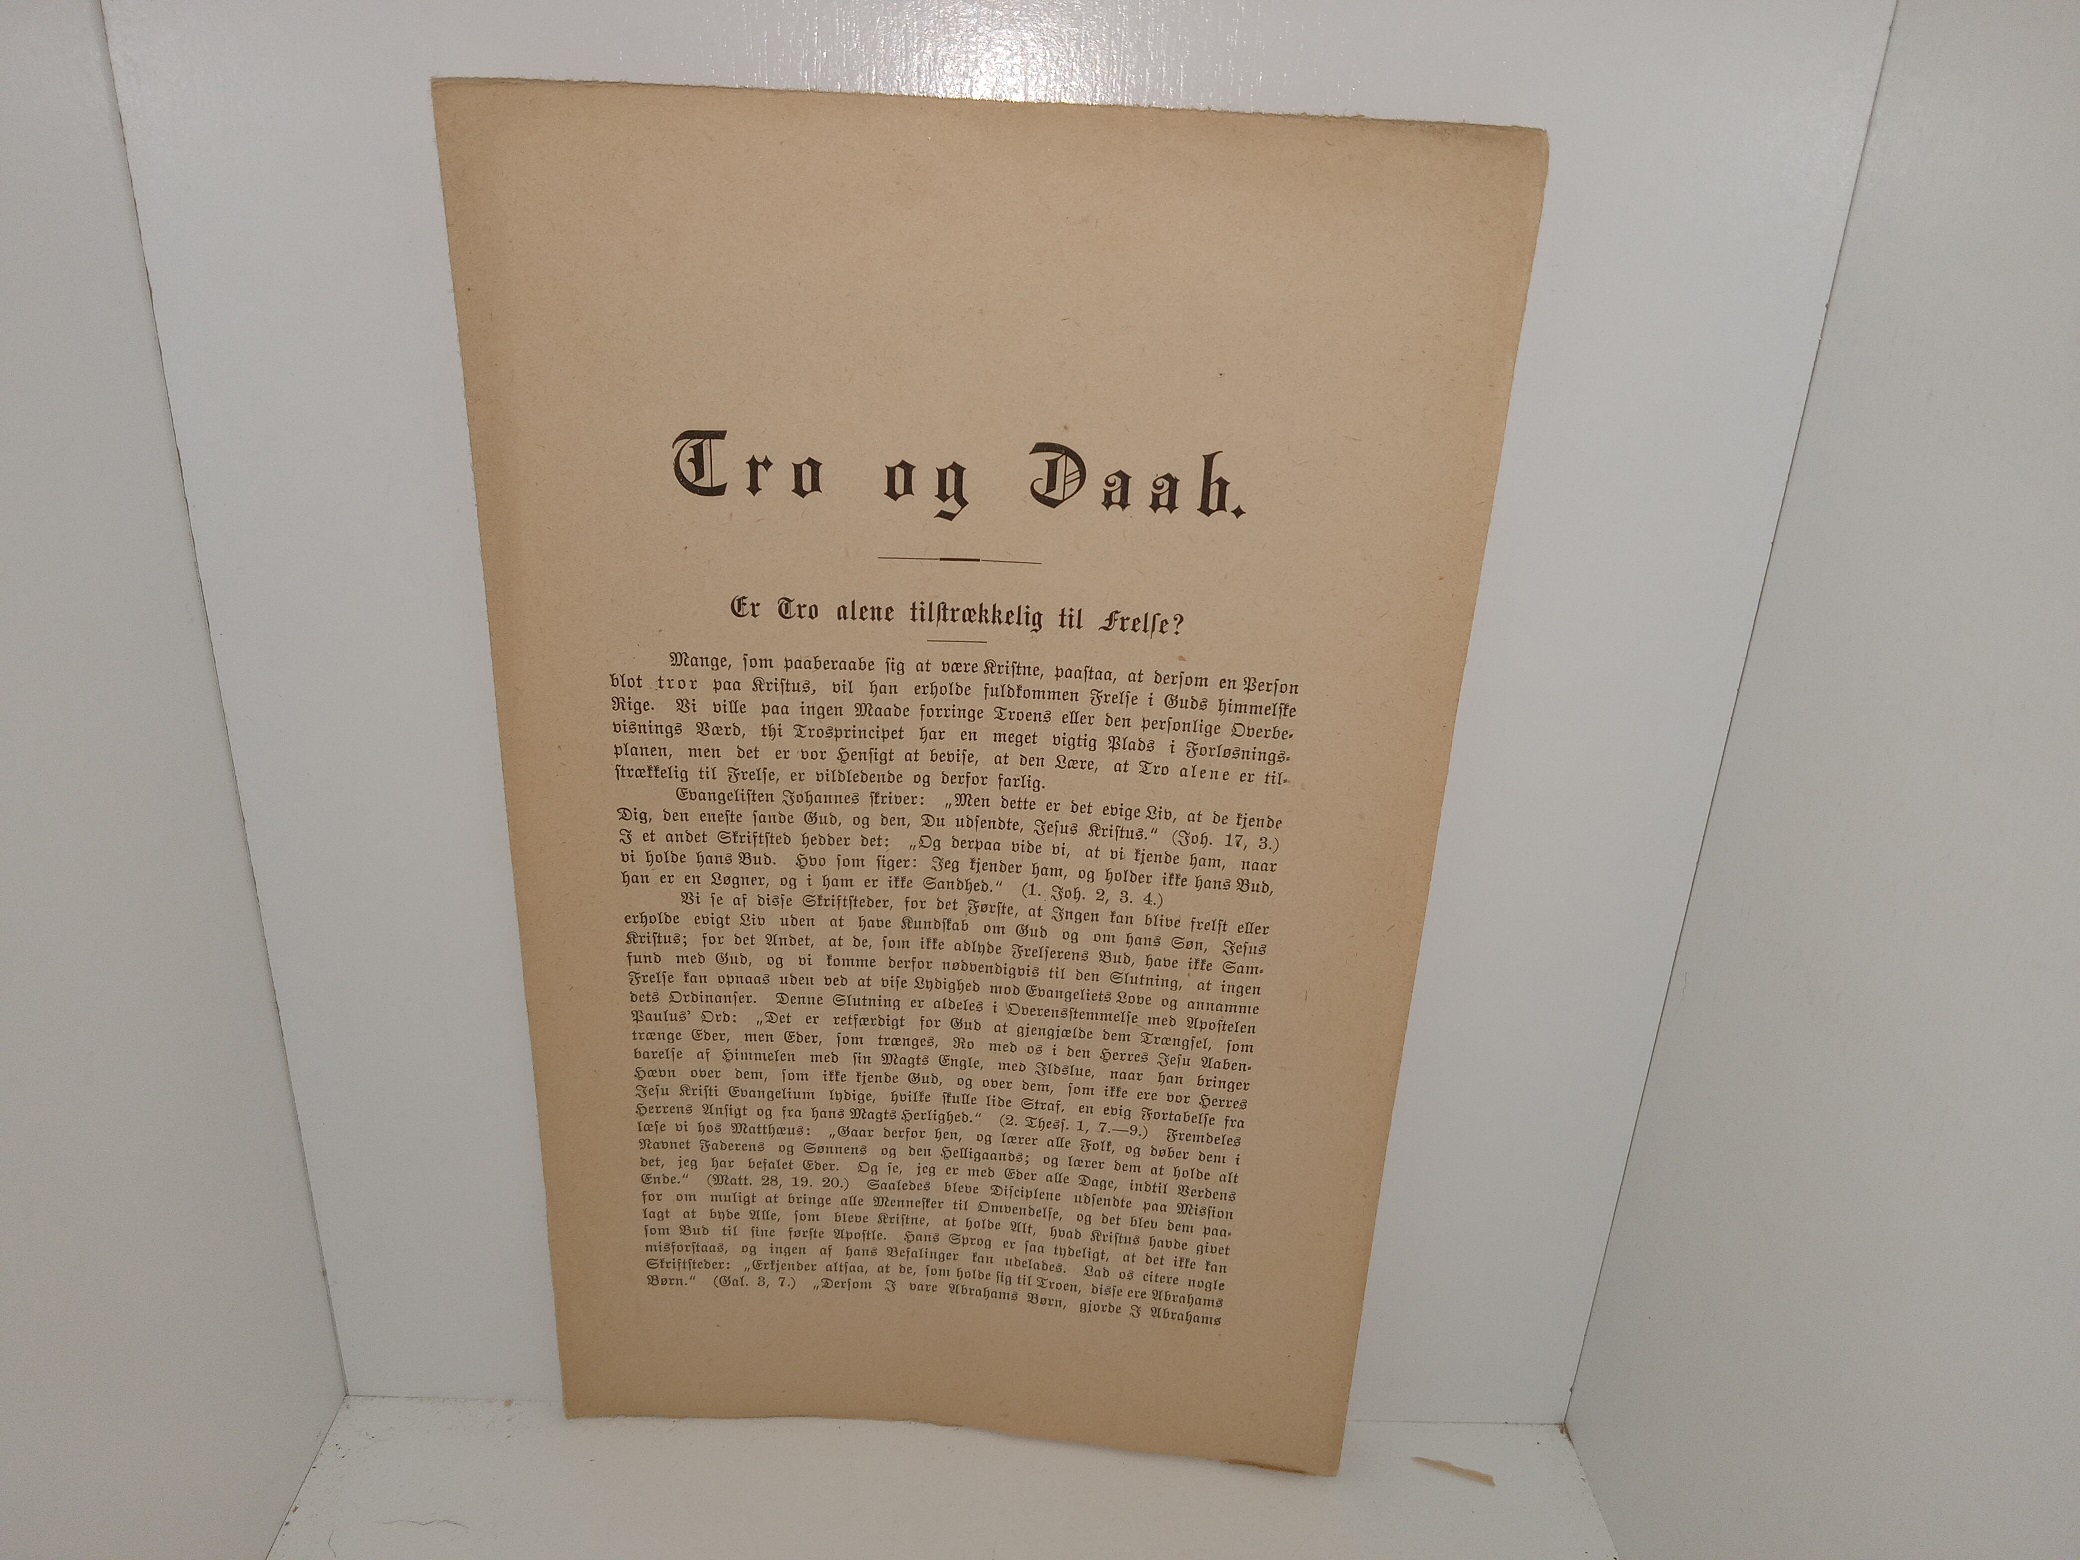 Tro og Daab.
Er Tro alene tilstrækkelig til Frelse?
Mange, som paaberaabe sig at være Kristne, paastaa, at dersom en Person
blot tror paa Kristus, vil han erholde fuldkommen Frelse i Guds himmelske
Rige. Vi ville paa ingen Maade forringe Troens eller den personlige Overbe-
visnings Værd, thi Trosprincipet har en meget vigtig Plads i Forløsnings-
planen, men det er vor Hensigt at bevise, at den Lære, at Tro alene er til-
strækkelig til Frelse, er vildledende og derfor farlig.
Evangelisten Johannes skriver: „Men dette er det evige Liv, at de kjende
Dig, den eneste sande Gud, og den, Du udsendte, Jesus Kristus.“ (Joh. 17, 3.)
I et andet Skriftsted hedder det: „Og derpaa vide vi, at vi kjende ham, naar
vi holde hans Bud. Hvo som siger: Jeg kjender ham, og holder ikke hans Bud,
han er en Løgner, og i ham er ikke Sandhed.“ (1. Joh. 2, 3. 4.)
Vi se af disse Skriftsteder, for det Første, at Ingen kan blive frelst eller
erholde evigt Liv uden at have Kundskab om Gud og om hans Søn, Jesus
Kristus; for det Andet, at de, som ikke adlyde Frelserens Bud, have ikke Sam-
fund med Gud, og vi komme derfor nødvendigvis til den Slutning, at ingen
Frelse kan opnaas uden ved at vise Lydighed mod Evangeliets Love og annamme
dets Ordinanser. Denne Slutning er aldeles i Overensstemmelse med Apostelen
Paulus' Ord: „Det er retfærdigt for Gud at gjengjælde dem Trængsel, som
trænge Eder, men Eder, som trænges, Ro med os i den Herres Jesu Aaben-
barelse af Himmelen med sin Magts Engle, med Ildslue, naar han bringer
Hævn over dem, som ikke kjende Gud, og over dem, som ikke ere vor Herres
Jesu Kristi Evangelium lydige, hvilke skulle lide Straf, en evig Fortabelse fra
Herrens Ansigt og fra hans Magts Herlighed.“ (2. Thess. 1, 7.—9.) Fremdeles
læse vi hos Matthæus: „Gaar derfor hen, og lærer alle Folk, og døber dem i
Navnet Faderens og Sønnens og den Helligaands; og lærer dem at holde alt
det, jeg har befalet Eder. Og se, jeg er med Eder alle Dage, indtil Verdens
Ende.“ (Matt. 28, 19. 20.) Saaledes bleve Disciplene udsendte paa Mission
for om muligt at bringe alle Mennesker til Omvendelse, og det blev dem paa-
lagt at byde Alle, som bleve Kristne, at holde Alt, hvad Kristus havde givet
som Bud til sine første Apostle. Hans Sprog er saa tydeligt, at det ikke kan
misforstaas, og ingen af hans Befalinger kan udelades. Lad os citere nogle
Skriftsteder: „Erkjender altsaa, at de, som holde sig til Troen, disse ere Abrahams
Børn.“ (Gal. 3, 7.) „Dersom I vare Abrahams Børn, gjorde I Abrahams